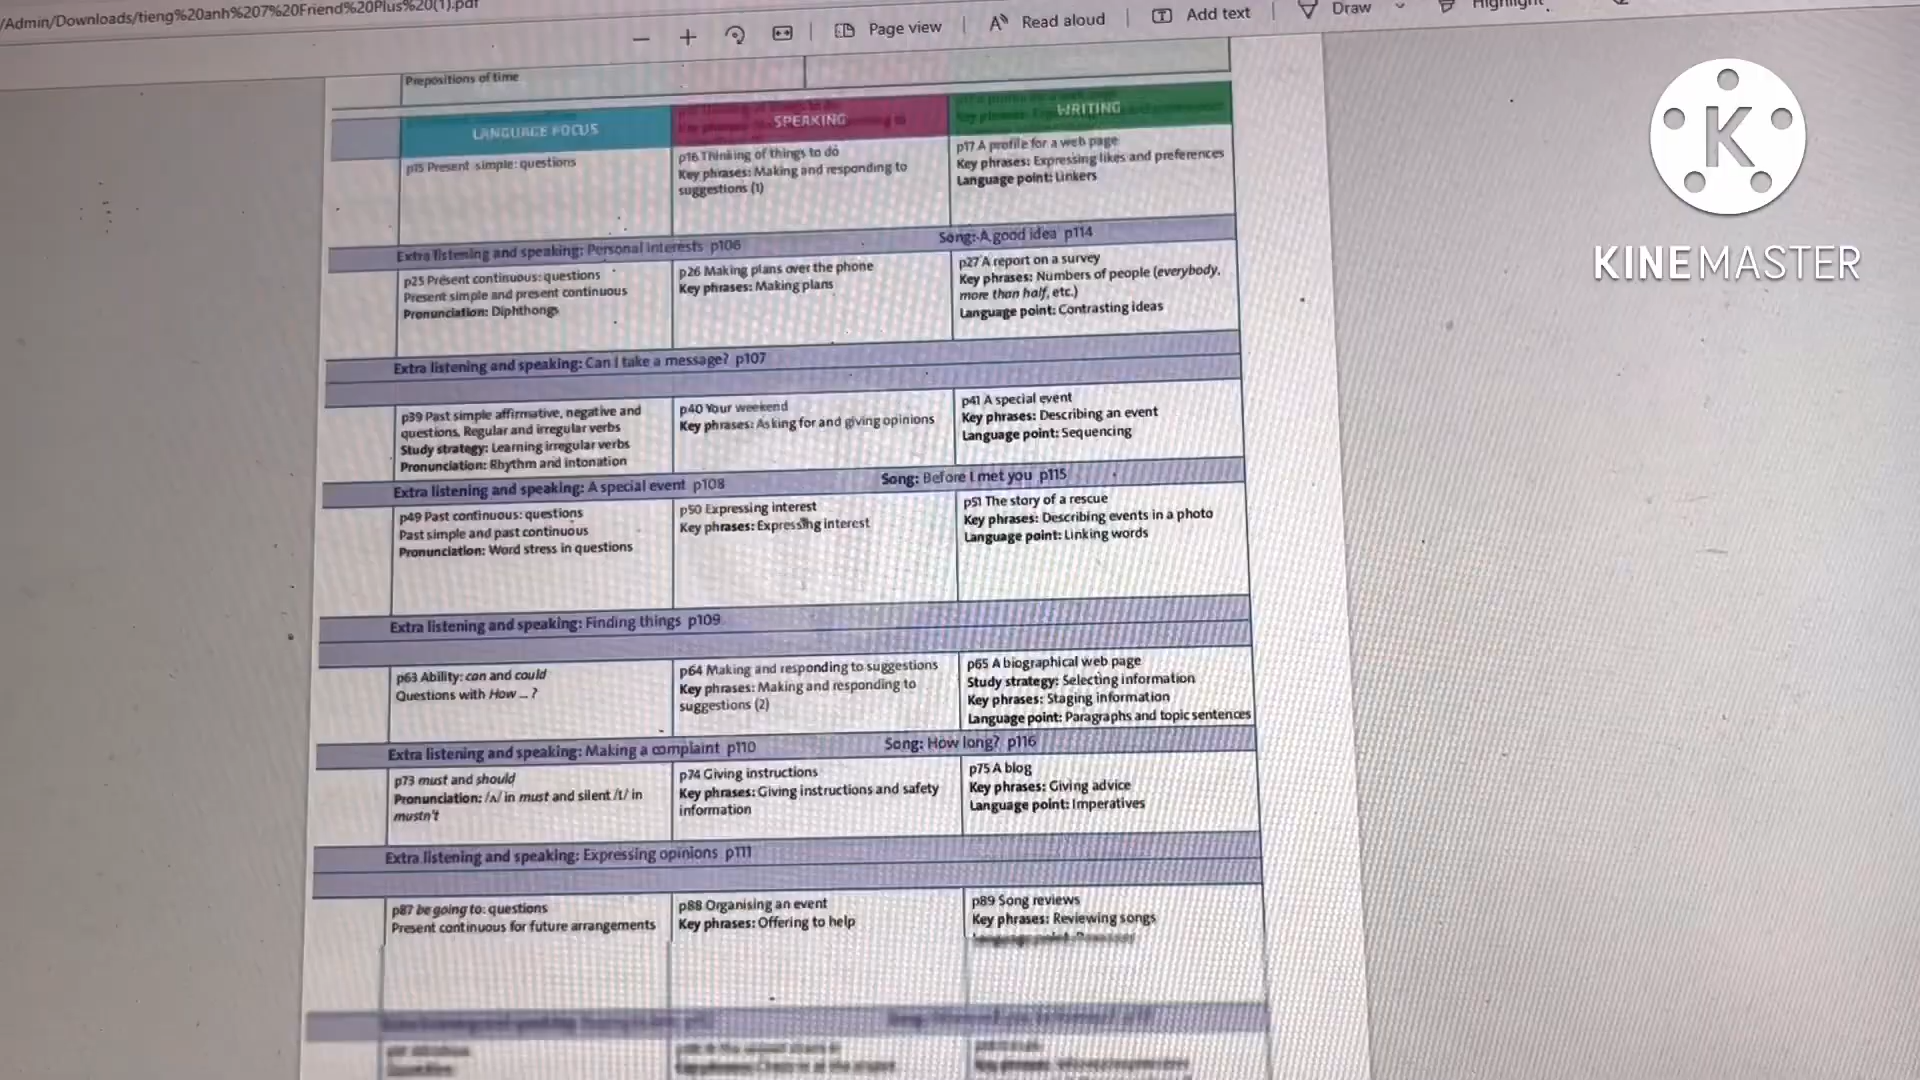 /Admin/Downloads/tieng%20anh%207%20Friend%20Plus%20(1).pdf
Page view
Read aloud
Add text
Draw
Highlight
Prepositions of time
LANGUAGE FOCUS
SPEAKING
WRITING
p15 Present simple: questions
p16 Thinking of things to do
Key phrases: Making and responding to
suggestions (1)
p17 A profile for a web page
Key phrases: Expressing likes and preferences
Language point: Linkers
Extra listening and speaking: Personal interests p106
Song: A good idea p114
p25 Present continuous: questions
Present simple and present continuous
Pronunciation: Diphthongs
p26 Making plans over the phone
Key phrases: Making plans
p27 A report on a survey
Key phrases: Numbers of people (everybody,
more than half, etc.)
Language point: Contrasting ideas
Extra listening and speaking: Can I take a message? p107
p39 Past simple affirmative, negative and
questions, Regular and irregular verbs
Study strategy: Learning irregular verbs
Pronunciation: Rhythm and intonation
p40 Your weekend
Key phrases: Asking for and giving opinions
p41 A special event
Key phrases: Describing an event
Language point: Sequencing
Extra listening and speaking: A special event p108
Song: Before I met you p115
p49 Past continuous: questions
Past simple and past continuous
Pronunciation: Word stress in questions
p50 Expressing interest
Key phrases: Expressing interest
p51 The story of a rescue
Key phrases: Describing events in a photo
Language point: Linking words
Extra listening and speaking: Finding things p109
p63 Ability: can and could
Questions with How ... ?
p64 Making and responding to suggestions
Key phrases: Making and responding to
suggestions (2)
p65 A biographical web page
Study strategy: Selecting information
Key phrases: Staging information
Language point: Paragraphs and topic sentences
Extra listening and speaking: Making a complaint p110
Song: How long? p116
p73 must and should
Pronunciation: /ʌ/ in must and silent /t/ in
mustn't
p74 Giving instructions
Key phrases: Giving instructions and safety
information
p75 A blog
Key phrases: Giving advice
Language point: Imperatives
Extra listening and speaking: Expressing opinions p111
p87 be going to: questions
Present continuous for future arrangements
p88 Organising an event
Key phrases: Offering to help
p89 Song reviews
Key phrases: Reviewing songs
K
KINEMASTER